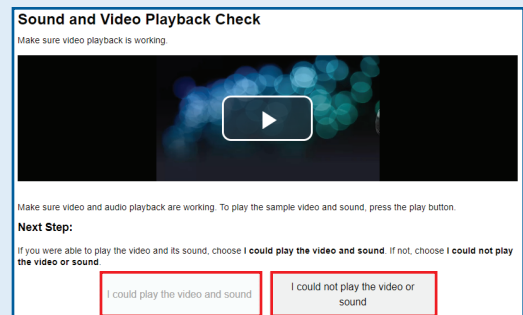 Sound and Video Playback Check
Make sure video playback is working.
Make sure video and audio playback are working. To play the sample video and sound, press the play button.
Next Step:
If you were able to play the video and its sound, choose I could play the video and sound. If not, choose I could not play
the video or sound.
I could play the video and sound
I could not play the video or
sound